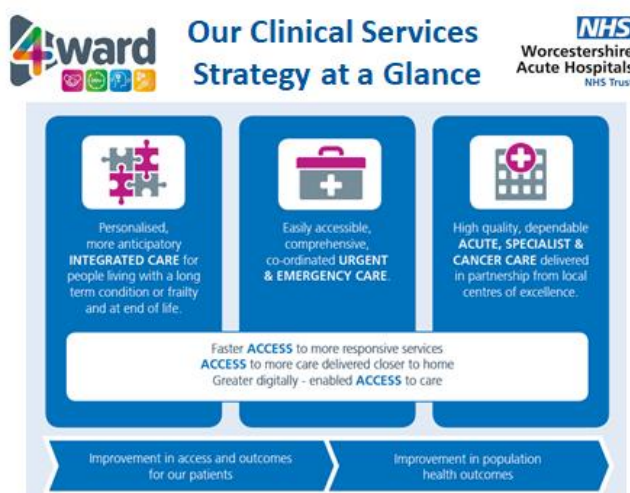 4ward
Our Clinical Services
Strategy at a Glance
NHS
Worcestershire
Acute Hospitals
NHS Trust
Personalised,
more anticipatory
INTEGRATED CARE for
people living with a long
term condition or frailty
and at end of life.
Easily accessible,
comprehensive,
co-ordinated URGENT
& EMERGENCY CARE.
High quality, dependable
ACUTE, SPECIALIST &
CANCER CARE delivered
in partnership from local
centres of excellence.
Faster ACCESS to more responsive services
ACCESS to more care delivered closer to home
Greater digitally - enabled ACCESS to care
Improvement in access and outcomes
for our patients
Improvement in population
health outcomes